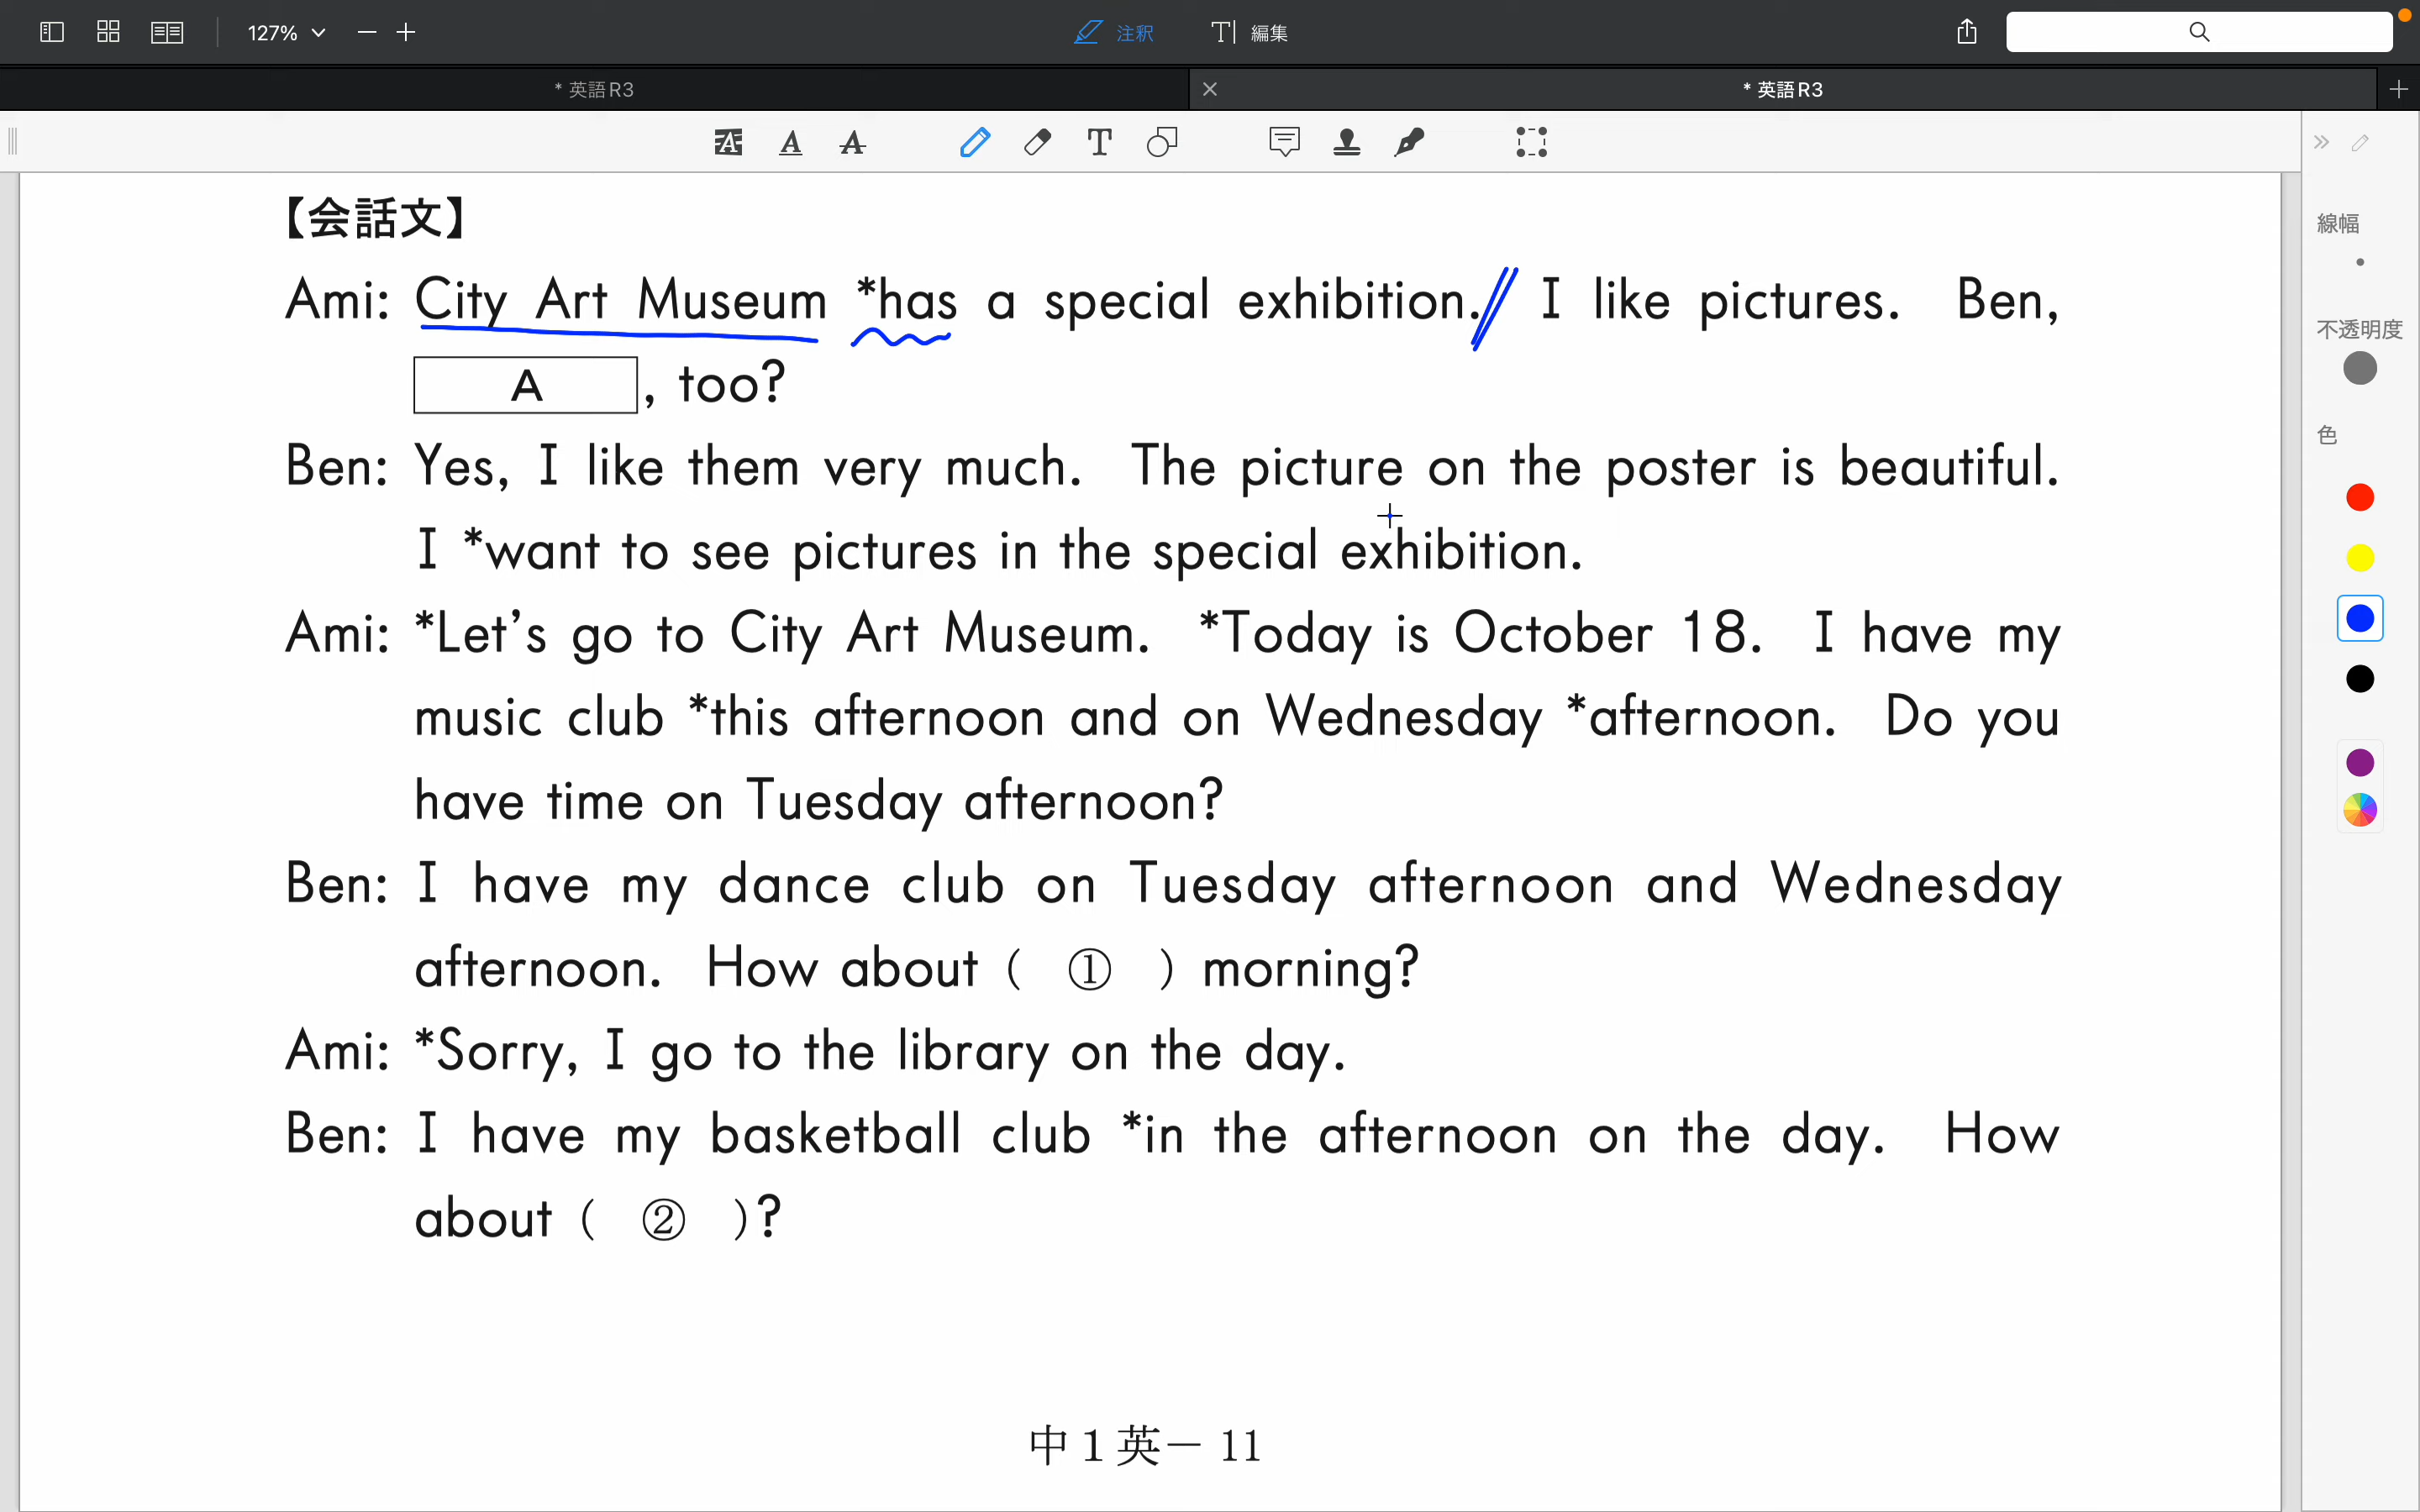 127%
注釈
編集
* 英語R3
* 英語R3
【会話文】
Ami: City Art Museum *has a special exhibition. I like pictures. Ben,
A , too?
Ben: Yes, I like them very much. The picture on the poster is beautiful.
I *want to see pictures in the special exhibition.
Ami: *Let's go to City Art Museum. *Today is October 18. I have my
music club *this afternoon and on Wednesday *afternoon. Do you
have time on Tuesday afternoon?
Ben: I have my dance club on Tuesday afternoon and Wednesday
afternoon. How about ( ① ) morning?
Ami: *Sorry, I go to the library on the day.
Ben: I have my basketball club *in the afternoon on the day. How
about ( ② )?
中1英－11
線幅
不透明度
色